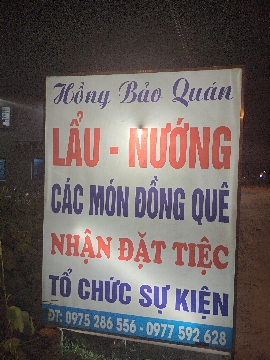 Hồng Bảo Quán
LẨU - NƯỚNG
CÁC MÓN ĐỒNG QUÊ
NHẬN ĐẶT TIỆC
TỔ CHỨC SỰ KIỆN
ĐT: 0975 286 556 - 0977 592 628